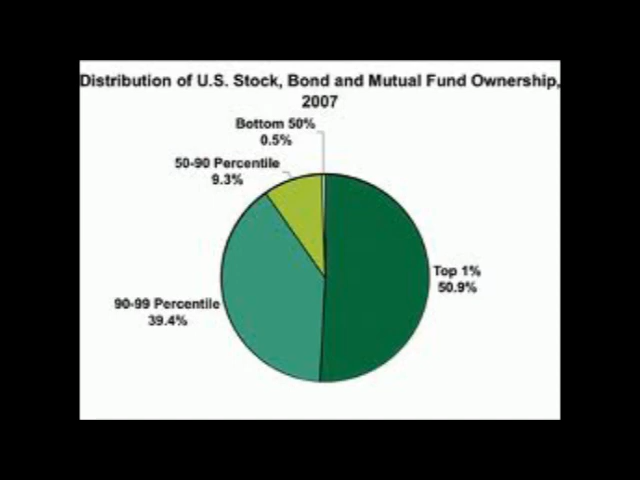 Distribution of U.S. Stock, Bond and Mutual Fund Ownership,
2007
Bottom 50%
0.5%
50-90 Percentile
9.3%
Top 1%
50.9%
90-99 Percentile
39.4%